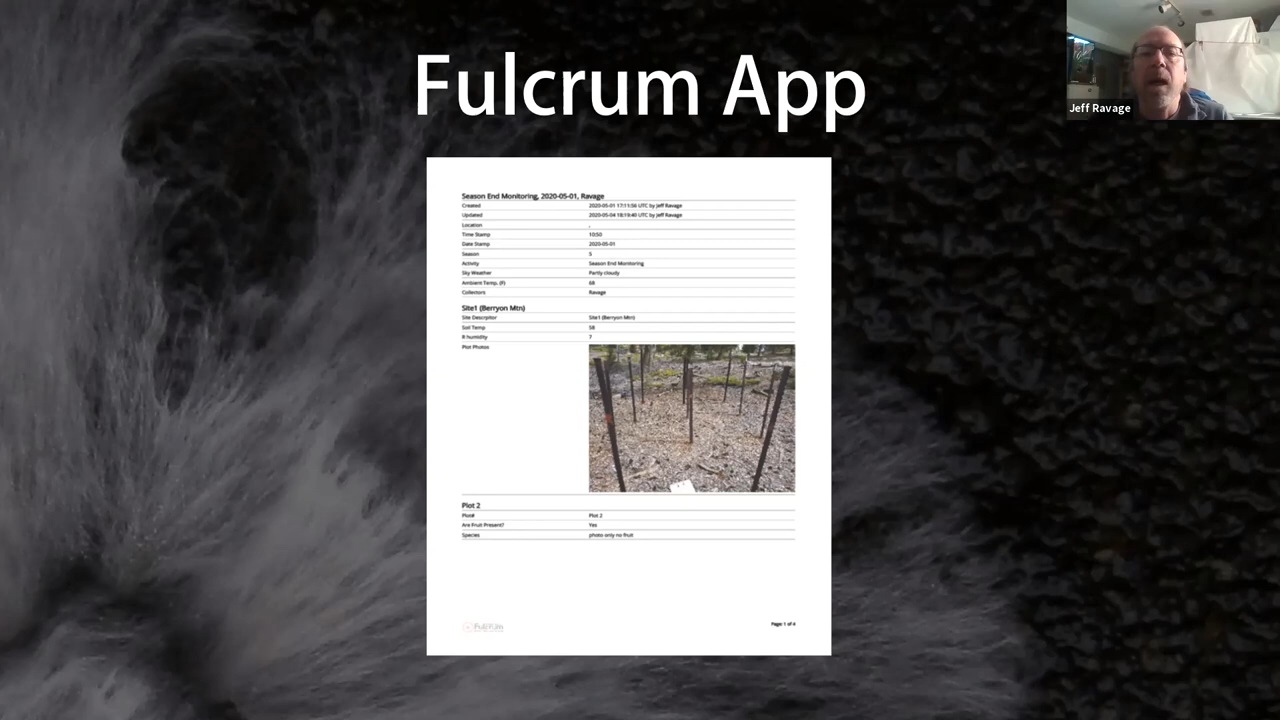 Fulcrum App
Jeff Ravage
Season End Monitoring, 2020-05-01, Ravage
Created 2020-05-01 17:11:56 UTC by Jeff Ravage
Updated 2020-05-04 18:19:40 UTC by Jeff Ravage
Location ,
Time Stamp 10:50
Date Stamp 2020-05-01
Season 5
Activity Season End Monitoring
Sky Weather Partly cloudy
Ambient Temp. (F) 68
Collectors Ravage
Site1 (Berryon Mtn)
Site Descriptor Site1 (Berryon Mtn)
Soil Temp 58
R humidity 7
Plot Photos
Plot 2
Plot# Plot 2
Are Fruit Present? Yes
Species photo only no fruit
Fulcrum
Page: 1 of 4